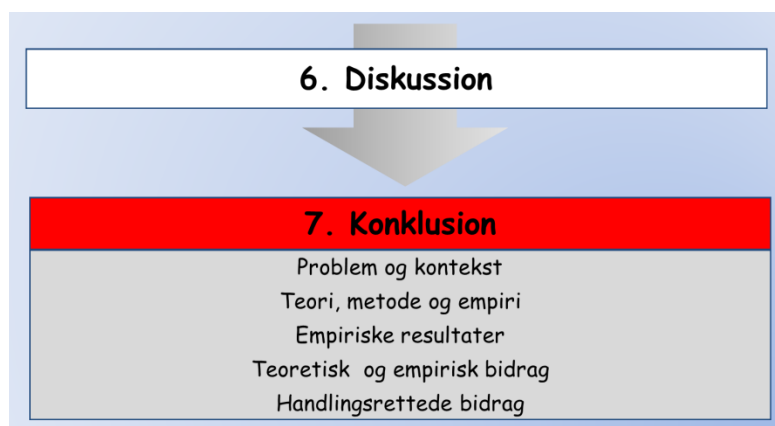 6. Diskussion
7. Konklusion
Problem og kontekst
Teori, metode og empiri
Empiriske resultater
Teoretisk og empirisk bidrag
Handlingsrettede bidrag